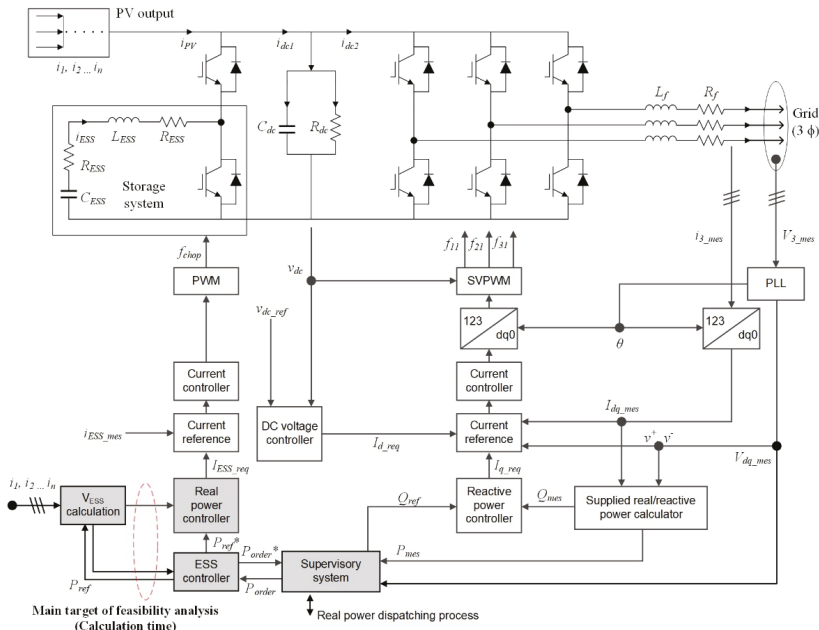 PV output
i1, i2 ... in
iPV
idc1
idc2
iESS
LESS
RESS
RESS
CESS
Storage
system
Cdc
Rdc
Lf
Rf
Grid
(3 ϕ)
fchop
f11
f21
f31
i3_mes
V3_mes
vdc
PWM
SVPWM
PLL
vdc_ref
123
dq0
θ
123
dq0
Current
controller
Current
controller
iESS_mes
Current
reference
DC voltage
controller
Id_req
Current
reference
Idq_mes
v+ v-
Vdq_mes
IESS_req
Iq_req
i1, i2 ... in
VESS
calculation
Real
power
controller
Qref
Reactive
power
controller
Qmes
Supplied real/reactive
power calculator
Pref*
Porder*
Pmes
Pref
ESS
controller
Porder
Supervisory
system
Real power dispatching process
Main target of feasibility analysis
(Calculation time)